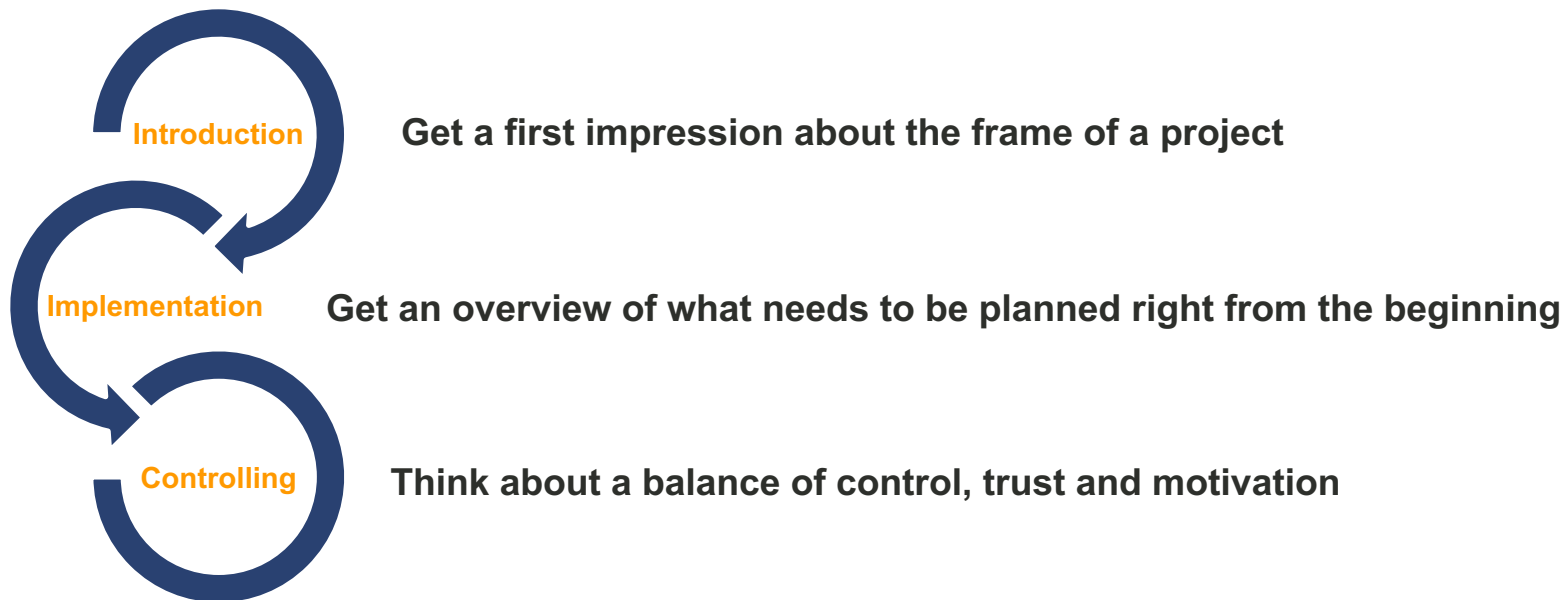 Introduction
Get a first impression about the frame of a project
Implementation
Get an overview of what needs to be planned right from the beginning
Controlling
Think about a balance of control, trust and motivation